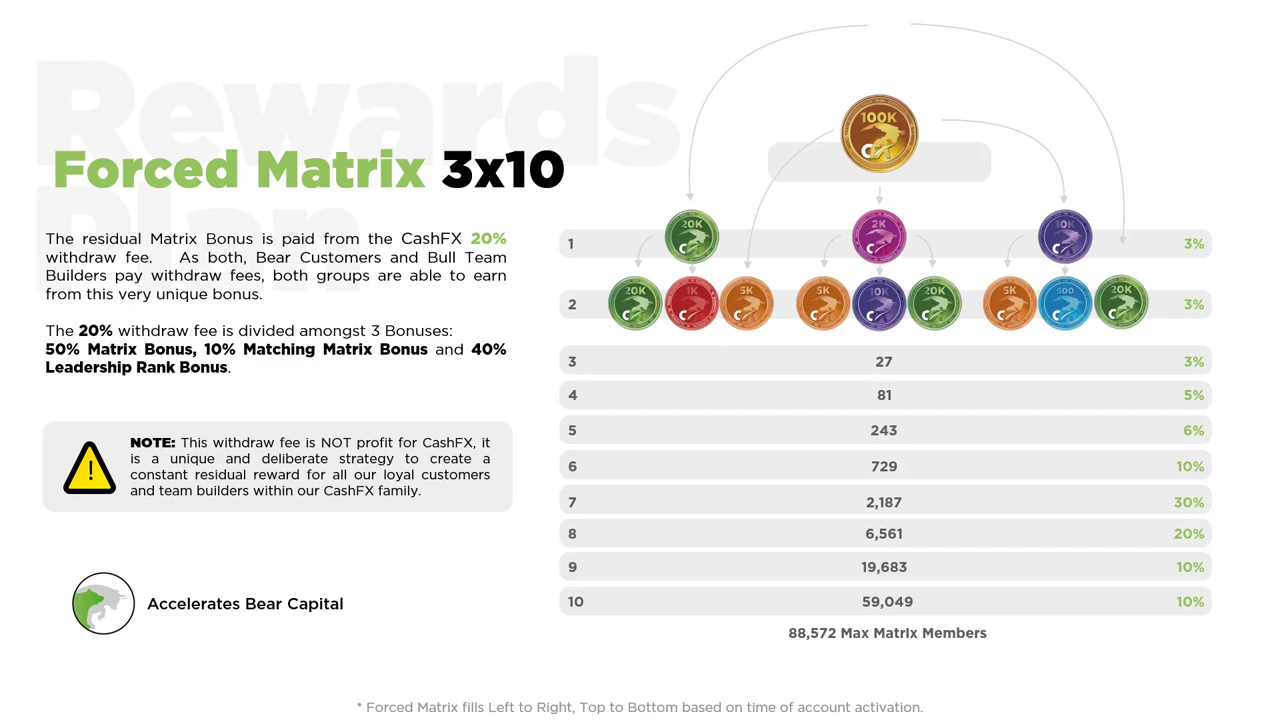 Rewards
Plan
Forced Matrix 3x10
The residual Matrix Bonus is paid from the CashFX 20%
withdraw fee. As both, Bear Customers and Bull Team
Builders pay withdraw fees, both groups are able to earn
from this very unique bonus.
The 20% withdraw fee is divided amongst 3 Bonuses:
50% Matrix Bonus, 10% Matching Matrix Bonus and 40%
Leadership Rank Bonus.
NOTE: This withdraw fee is NOT profit for CashFX, it
is a unique and deliberate strategy to create a
constant residual reward for all our loyal customers
and team builders within our CashFX family.
Accelerates Bear Capital
100K
1 20K 2K 10K 3%
2 20K 1K 5K 5K 10K 20K 5K 500 20K 3%
3 27 3%
4 81 5%
5 243 6%
6 729 10%
7 2,187 30%
8 6,561 20%
9 19,683 10%
10 59,049 10%
88,572 Max Matrix Members
* Forced Matrix fills Left to Right, Top to Bottom based on time of account activation.